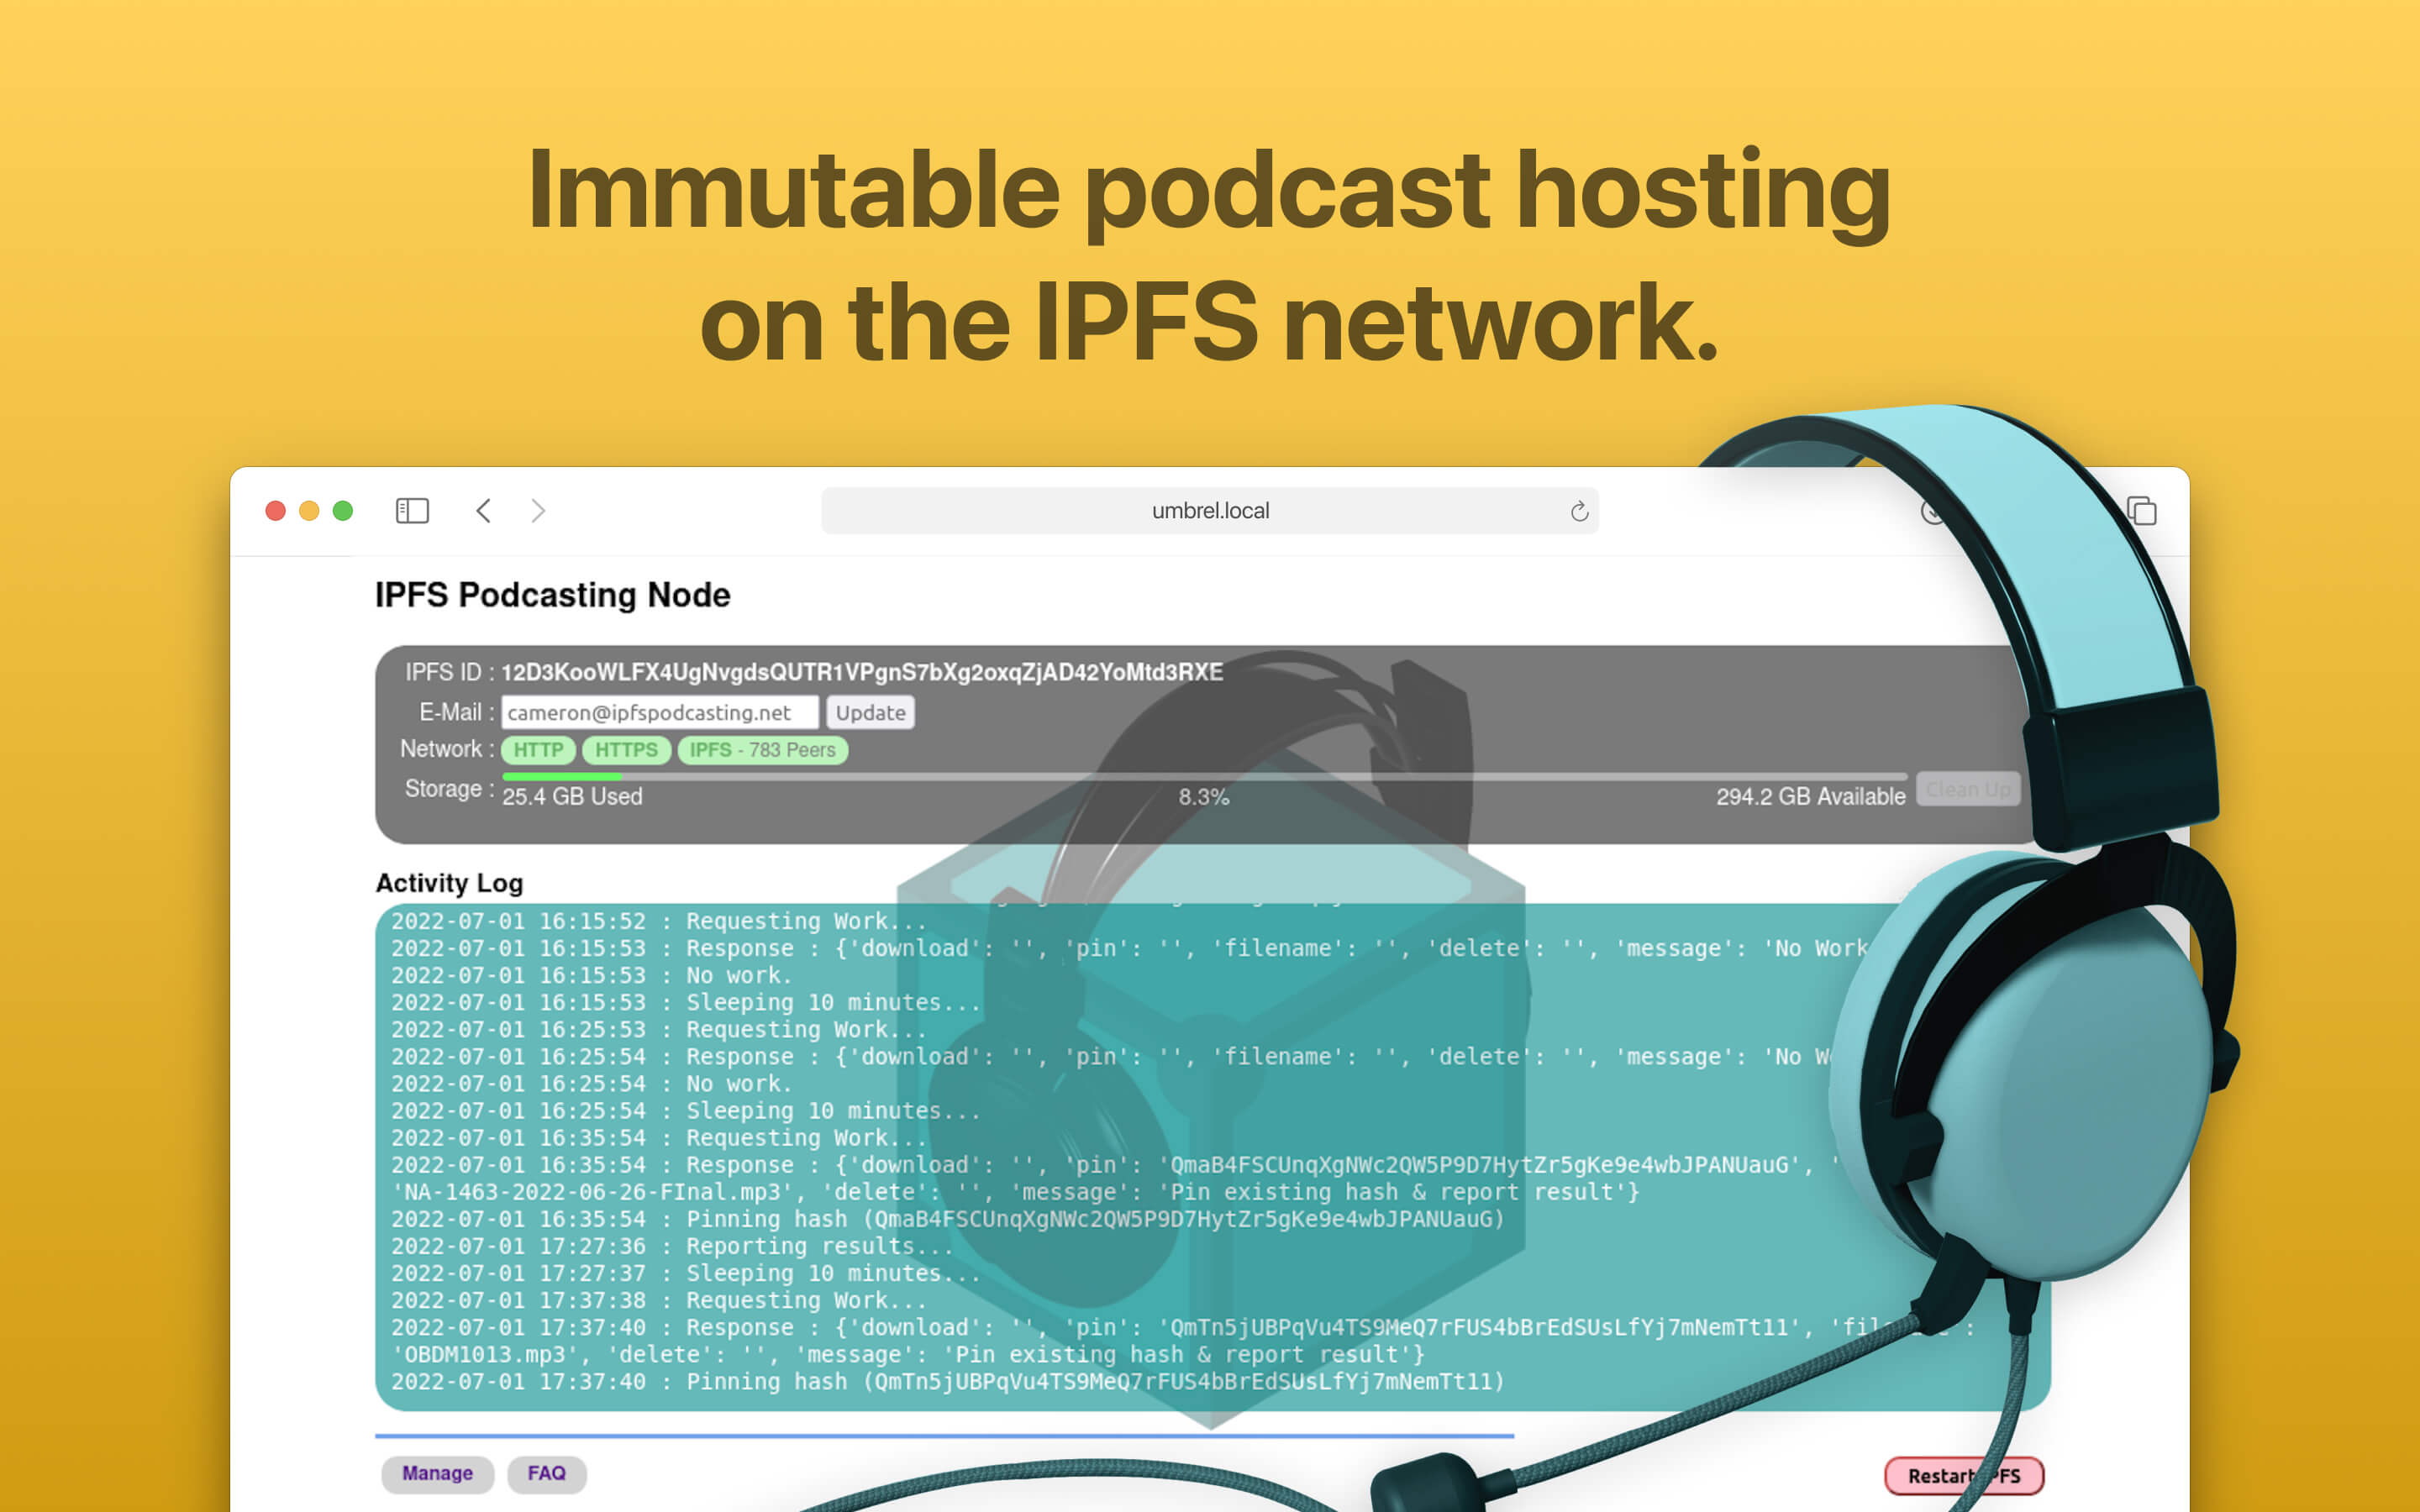 Immutable podcast hosting
on the IPFS network.
umbrel.local
IPFS Podcasting Node
IPFS ID : 12D3KooWLFX4UgNvgdsQUTR1VPgnS7bXg2oxqZjAD42YoMtd3RXE
E-Mail : cameron@ipfspodcasting.net Update
Network : HTTP HTTPS IPFS - 783 Peers
Storage : 25.4 GB Used 8.3% 294.2 GB Available Clean Up
Activity Log
2022-07-01 16:15:52 : Requesting Work...
2022-07-01 16:15:53 : Response : {'download': '', 'pin': '', 'filename': '', 'delete': '', 'message': 'No Work
2022-07-01 16:15:53 : No work.
2022-07-01 16:15:53 : Sleeping 10 minutes...
2022-07-01 16:25:53 : Requesting Work...
2022-07-01 16:25:54 : Response : {'download': '', 'pin': '', 'filename': '', 'delete': '', 'message': 'No
2022-07-01 16:25:54 : No work.
2022-07-01 16:25:54 : Sleeping 10 minutes...
2022-07-01 16:35:54 : Requesting Work...
2022-07-01 16:35:54 : Response : {'download': '', 'pin': 'QmaB4FSCUnqXgNWc2QW5P9D7HytZr5gKe9e4wbJPANUauG', '
'NA-1463-2022-06-26-FInal.mp3', 'delete': '', 'message': 'Pin existing hash & report result'}
2022-07-01 16:35:54 : Pinning hash (QmaB4FSCUnqXgNWc2QW5P9D7HytZr5gKe9e4wbJPANUauG)
2022-07-01 17:27:36 : Reporting results...
2022-07-01 17:27:37 : Sleeping 10 minutes...
2022-07-01 17:37:38 : Requesting Work...
2022-07-01 17:37:40 : Response : {'download': '', 'pin': 'QmTn5jUBPqVu4TS9MeQ7rFUS4bBrEdSUsLfYj7mNemTt11',
'OBDM1013.mp3', 'delete': '', 'message': 'Pin existing hash & report result'}
2022-07-01 17:37:40 : Pinning hash (QmTn5jUBPqVu4TS9MeQ7rFUS4bBrEdSUsLfYj7mNemTt11)
Manage FAQ Restart IPFS